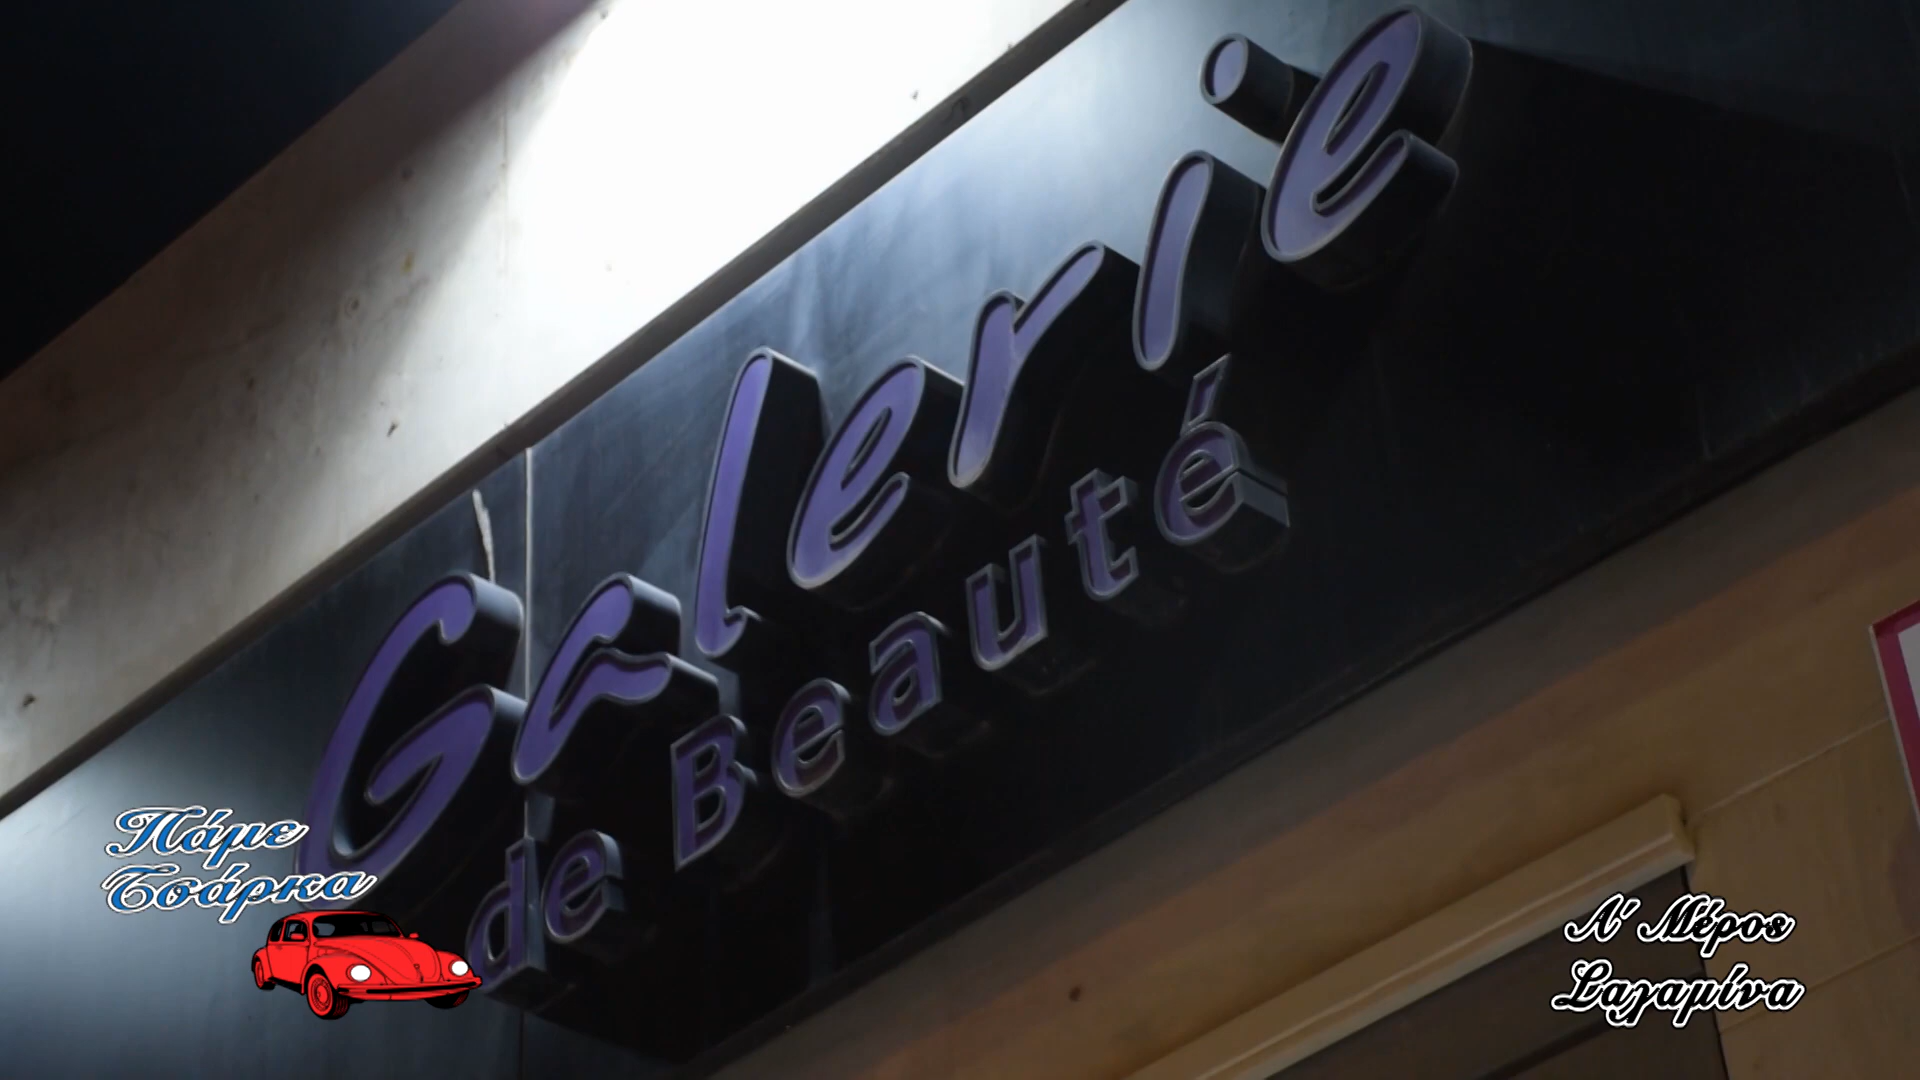 Galerie
de Beauté
Πάμε
Τσάρκα
Α' Μέρος
Σαλαμίνα